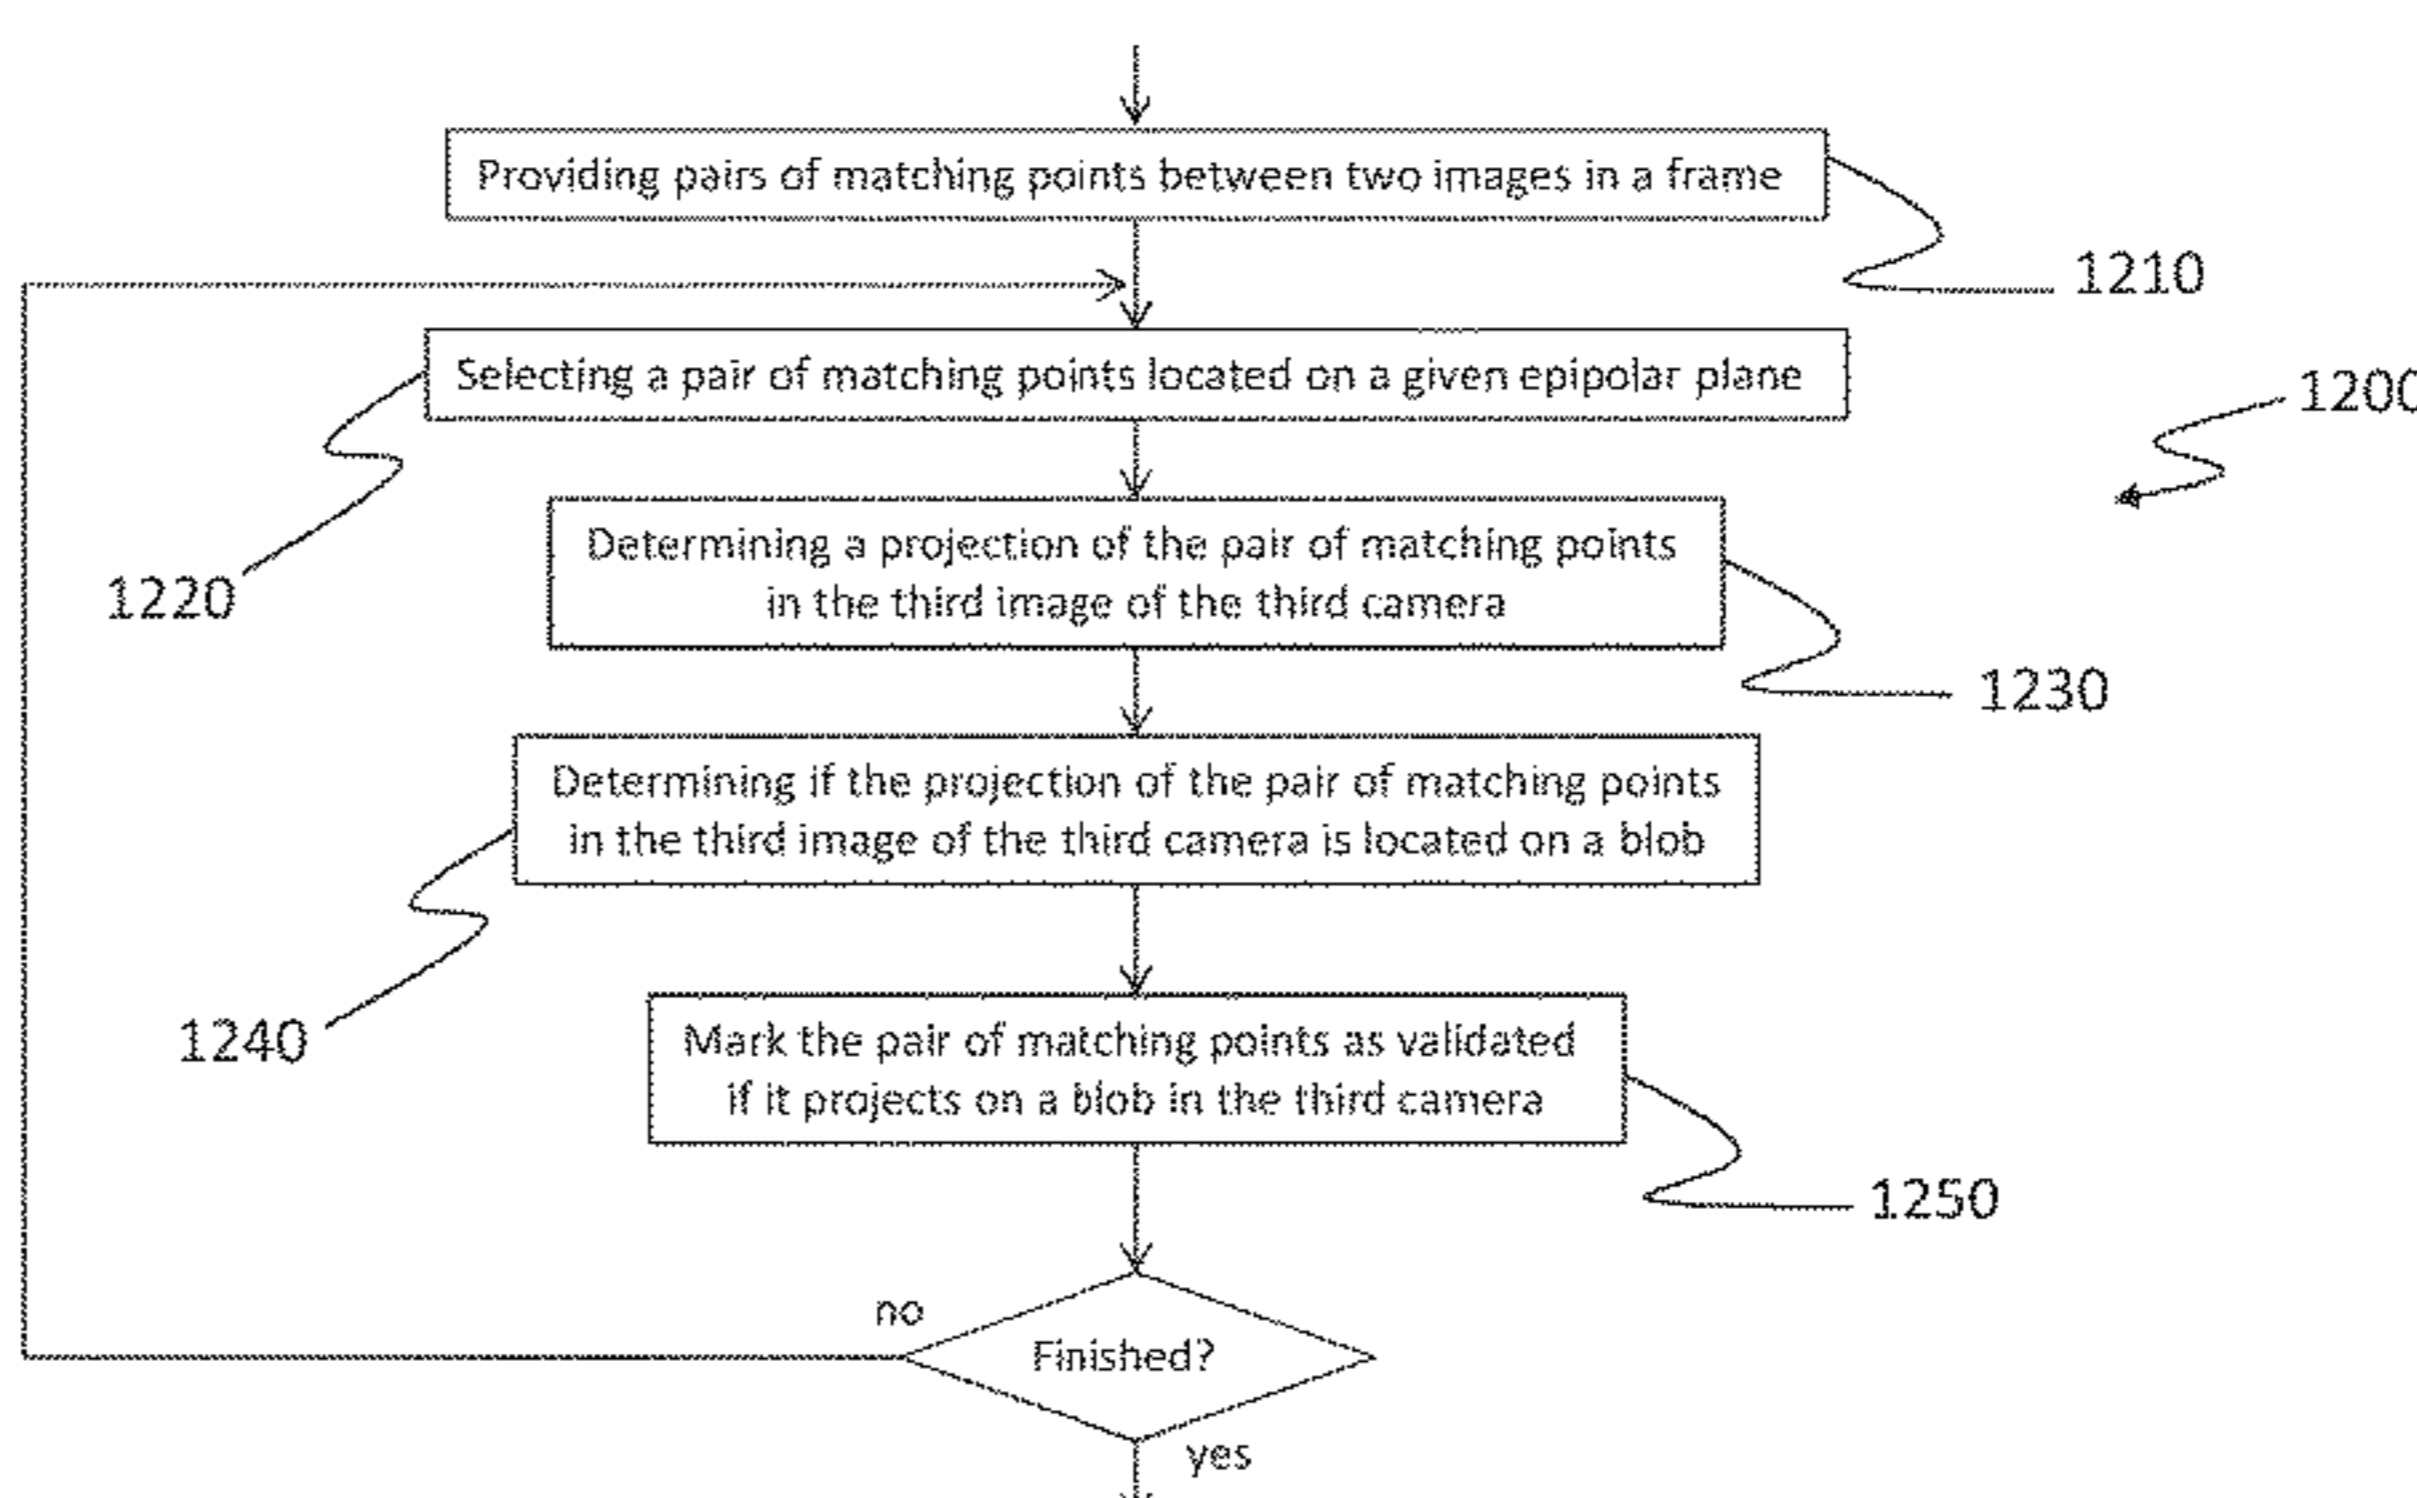 Providing pairs of matching points between two images in a frame
1210
Selecting a pair of matching points located on a given epipolar plane
1200
1220
Determining a projection of the pair of matching points
in the third image of the third camera
1230
Determining if the projection of the pair of matching points
in the third image of the third camera is located on a blob
1240
Mark the pair of matching points as validated
if it projects on a blob in the third camera
1250
no
Finished?
yes